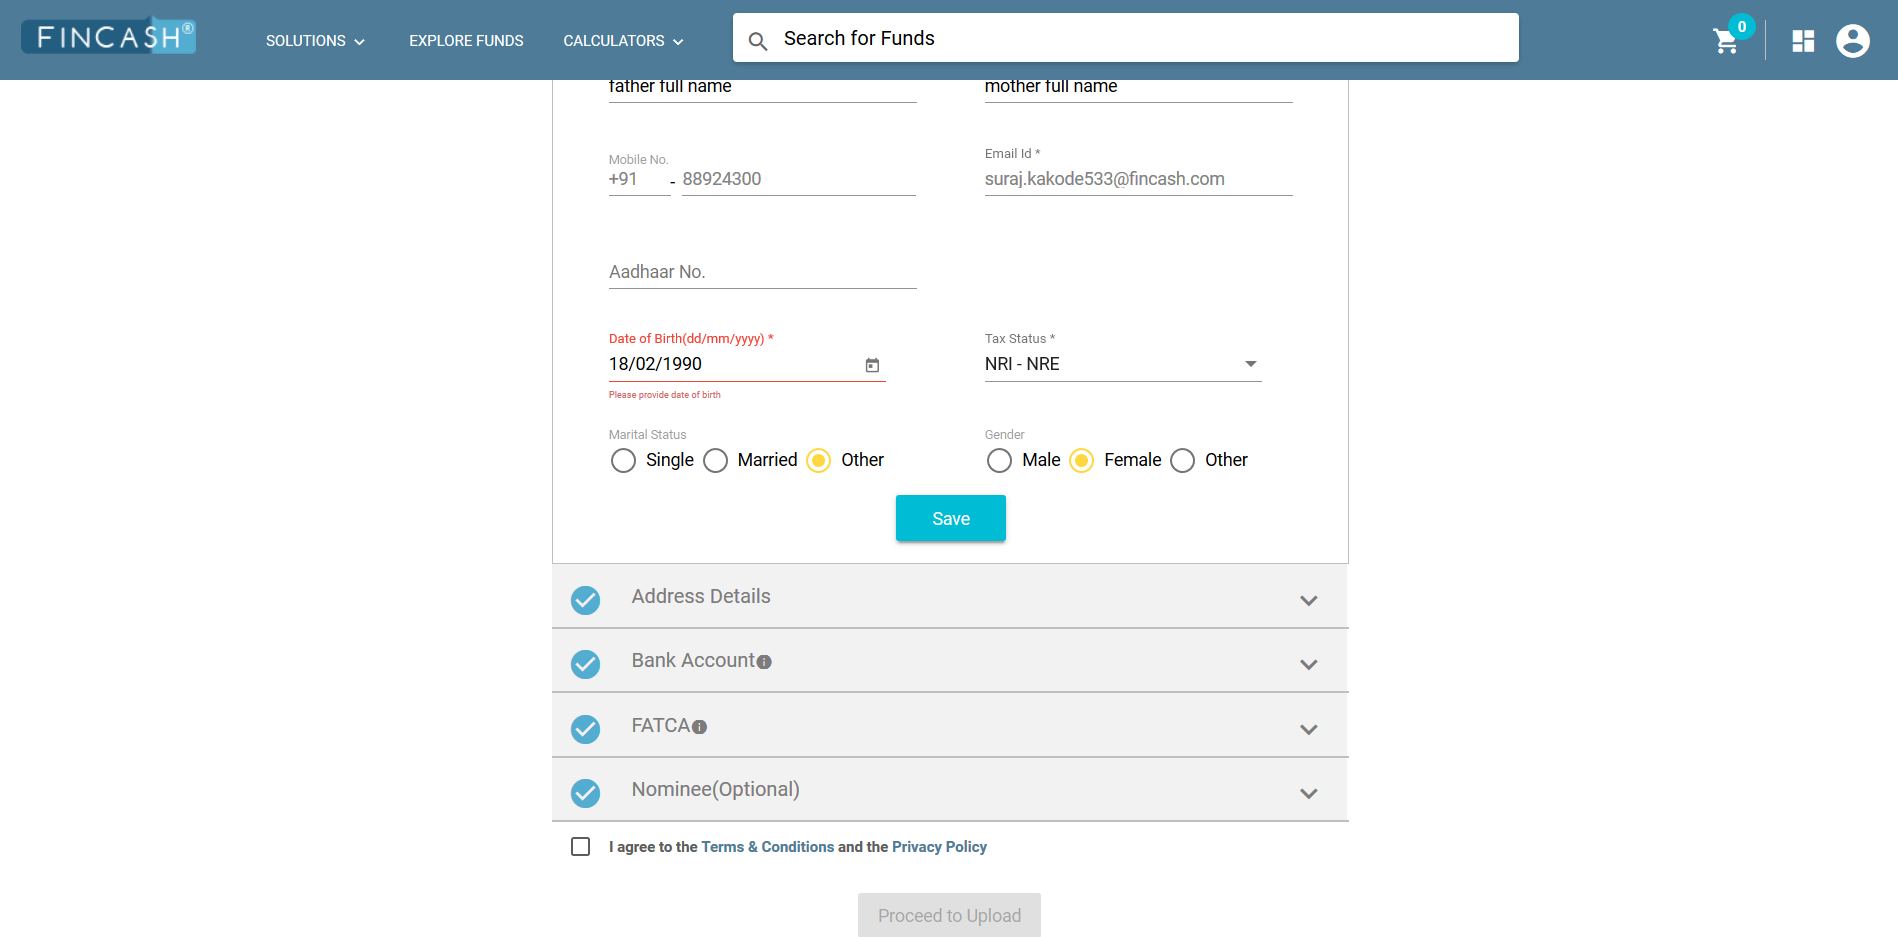 FINCASH®
SOLUTIONS EXPLORE FUNDS CALCULATORS Search for Funds 0
father full name mother full name
Mobile No. Email Id *
+91 - 88924300 suraj.kakode533@fincash.com
Aadhaar No.
Date of Birth(dd/mm/yyyy) * Tax Status *
18/02/1990 NRI - NRE
Please provide date of birth
Marital Status Gender
Single Married Other Male Female Other
Save
Address Details
Bank Account
FATCA
Nominee(Optional)
I agree to the Terms & Conditions and the Privacy Policy
Proceed to Upload